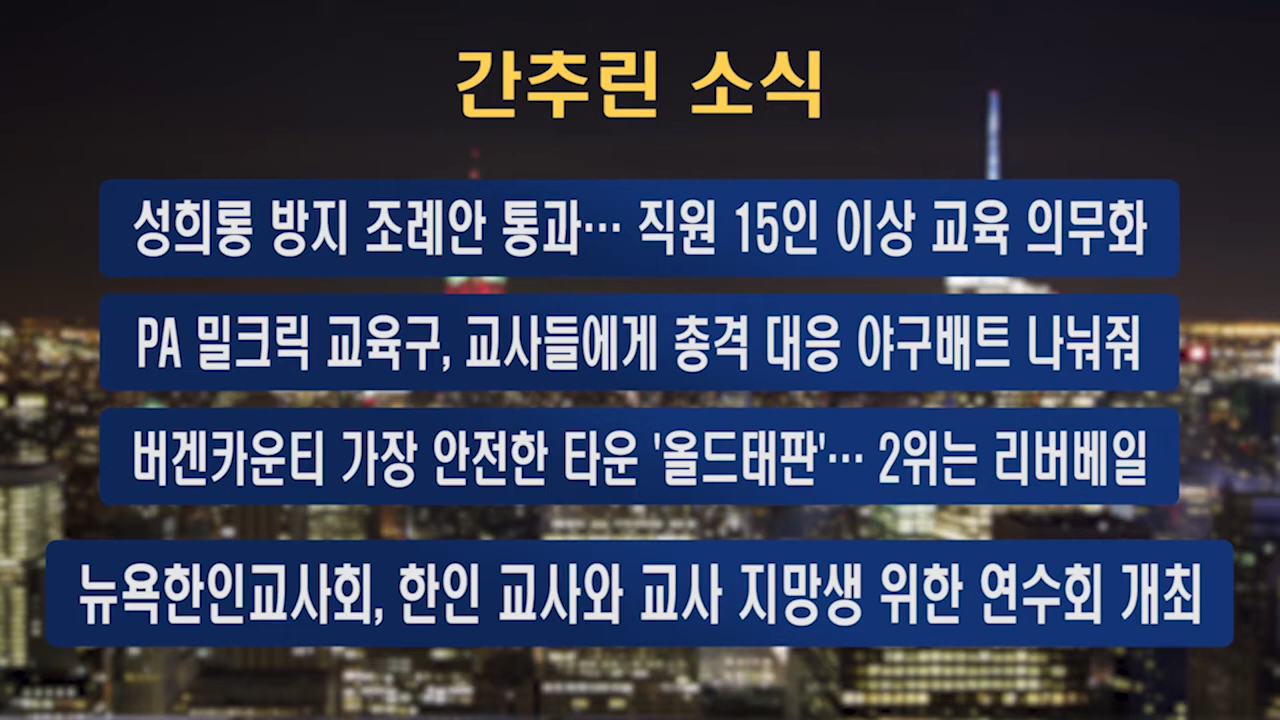 간추린 소식
성희롱 방지 조례안 통과… 직원 15인 이상 교육 의무화
PA 밀크릭 교육구, 교사들에게 총격 대응 야구배트 나눠줘
버겐카운티 가장 안전한 타운 '올드태판'… 2위는 리버베일
뉴욕한인교사회, 한인 교사와 교사 지망생 위한 연수회 개최